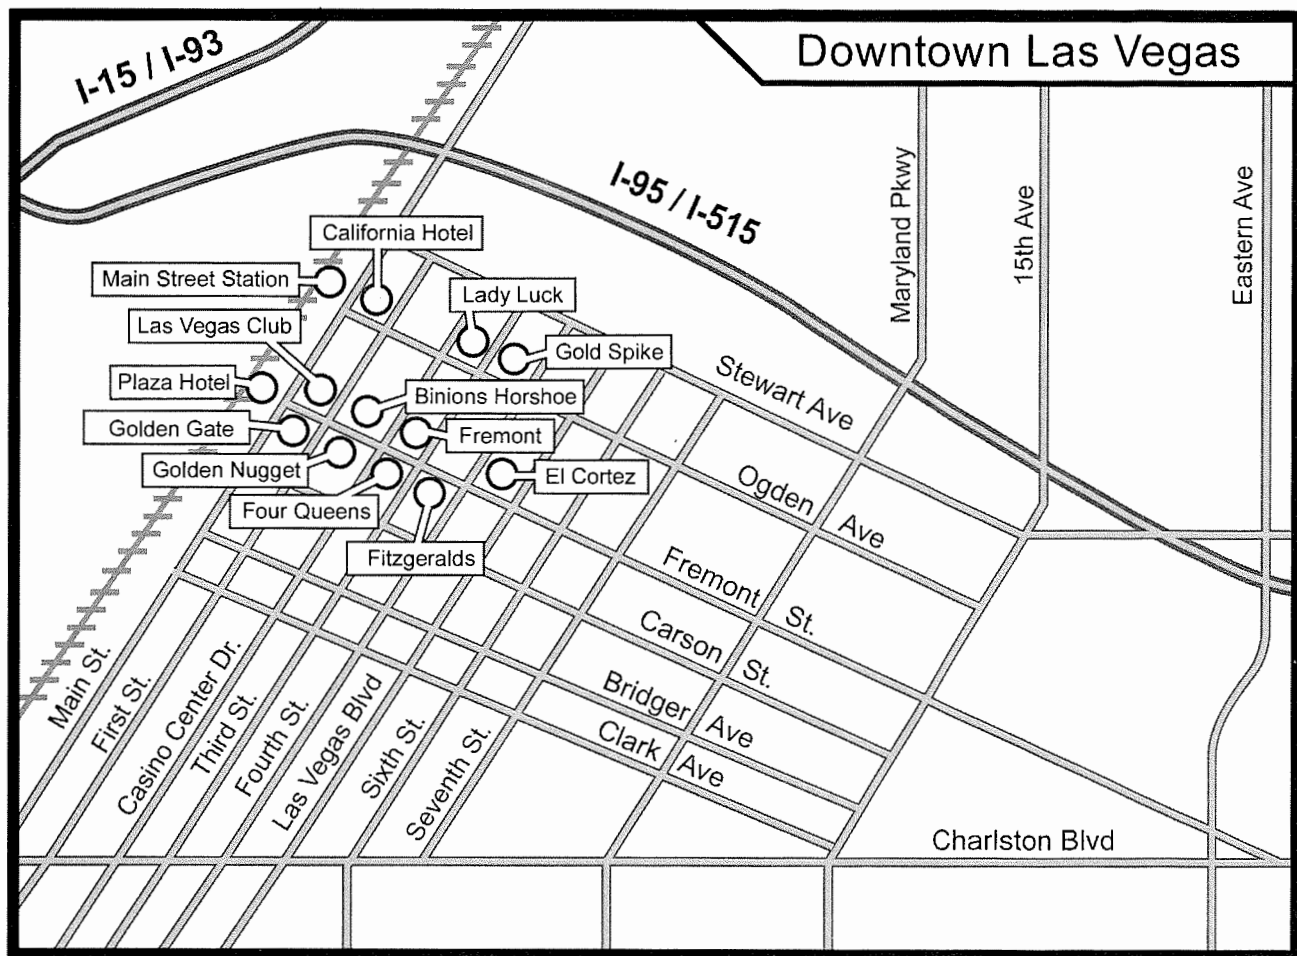 Downtown Las Vegas
I-15 / I-93
I-95 / I-515
Maryland Pkwy
15th Ave
Eastern Ave
California Hotel
Main Street Station
Lady Luck
Las Vegas Club
Gold Spike
Plaza Hotel
Binions Horshoe
Golden Gate
Fremont
Golden Nugget
El Cortez
Four Queens
Fitzgeralds
Stewart Ave
Ogden Ave
Fremont St.
Carson St.
Bridger Ave
Clark Ave
Main St.
First St.
Casino Center Dr.
Third St.
Fourth St.
Las Vegas Blvd
Sixth St.
Seventh St.
Charlston Blvd